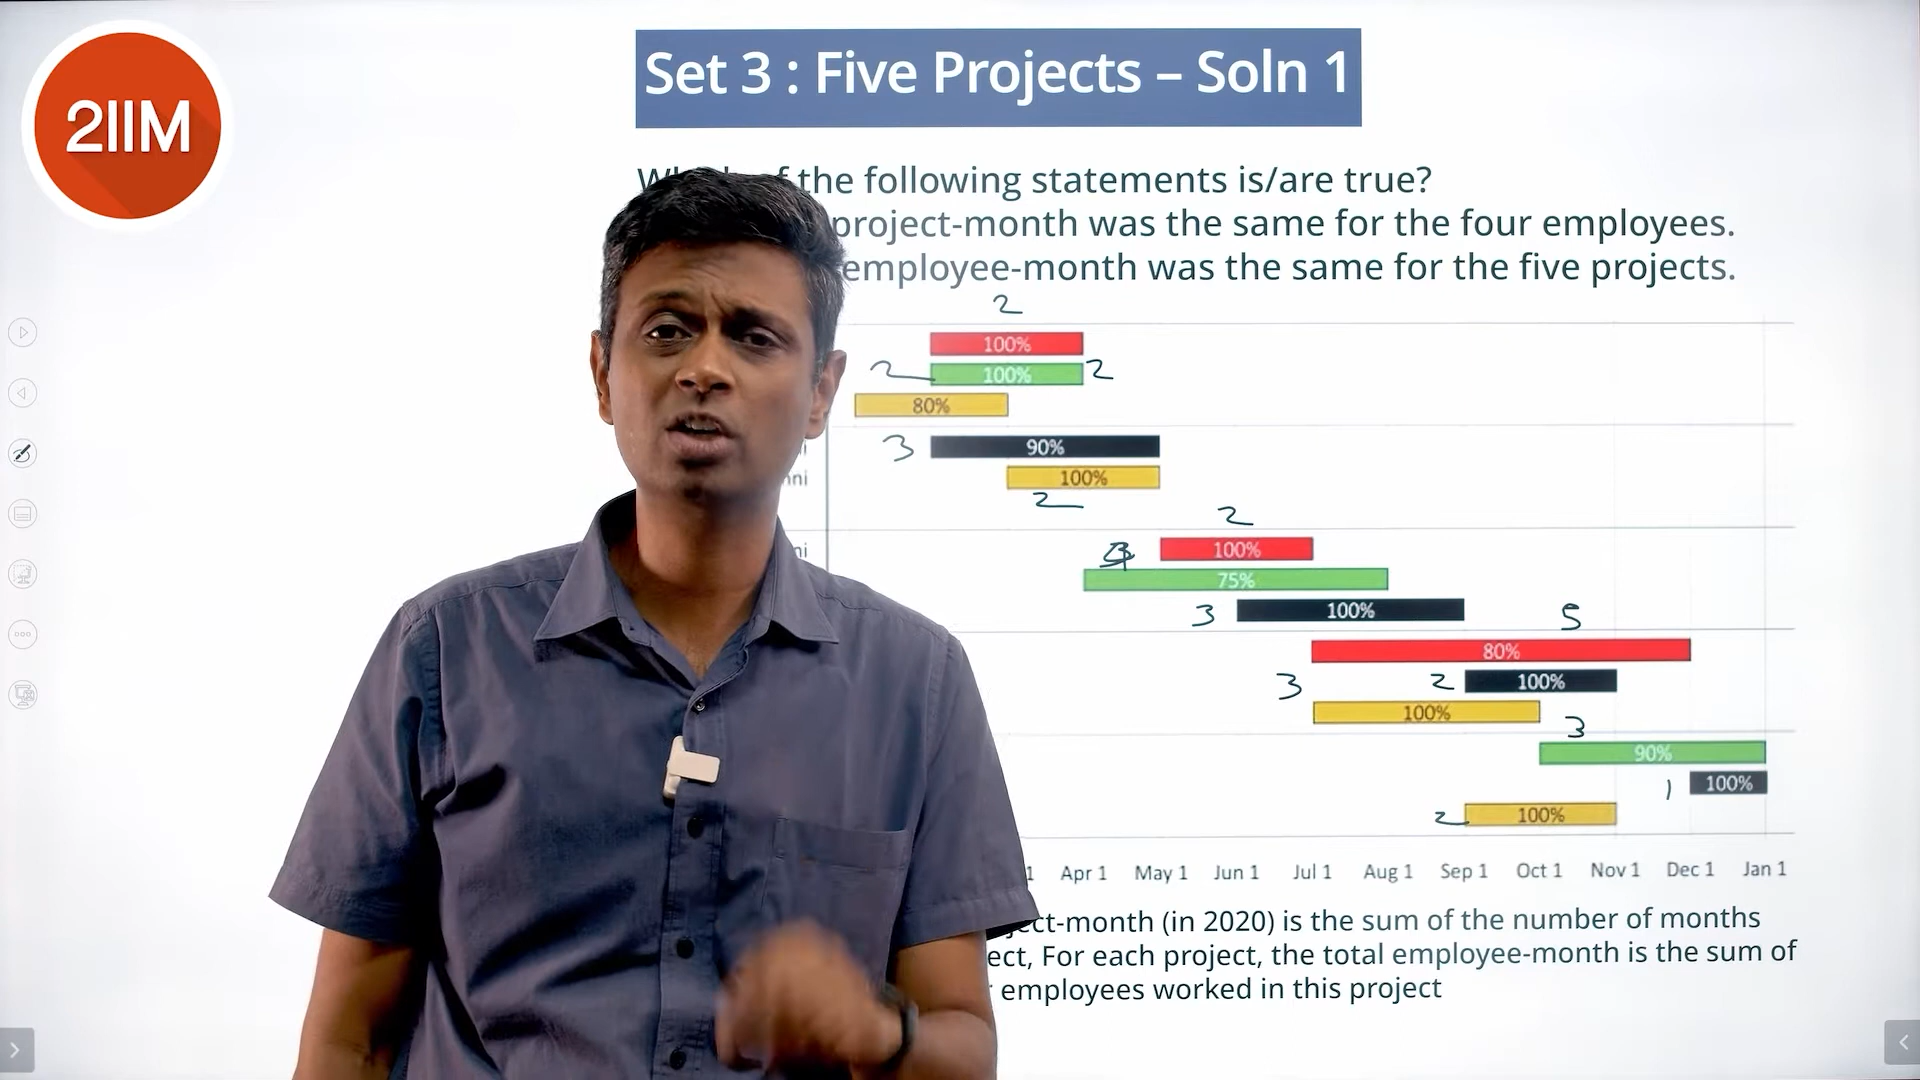 2IIM
Set 3 : Five Projects – Soln 1
the following statements is/are true?
project-month was the same for the four employees.
employee-month was the same for the five projects.
2
100%
2 100% 2
80%
3 90%
100%
2
2
100%
75%
3 100% 5
80%
3 2 100%
100% 3
90%
1 100%
2 100%
1 Apr 1 May 1 Jun 1 Jul 1 Aug 1 Sep 1 Oct 1 Nov 1 Dec 1 Jan 1
ct-month (in 2020) is the sum of the number of months
ect, For each project, the total employee-month is the sum of
employees worked in this project